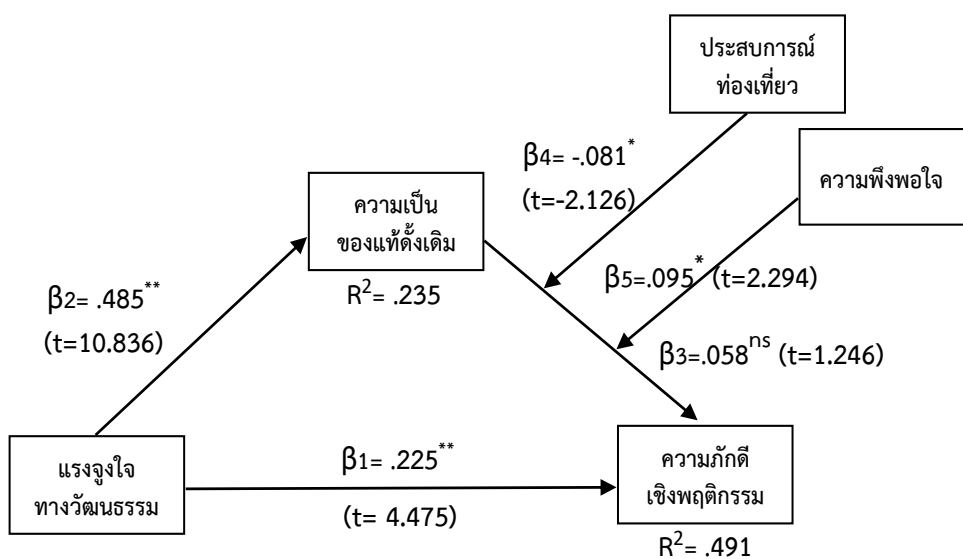 ประสบการณ์
ท่องเที่ยว
β4= -.081*
(t=-2.126)
ความพึงพอใจ
ความเป็น
ของแท้ดั้งเดิม
R²= .235
β5=.095* (t=2.294)
β2= .485**
(t=10.836)
β3=.058ns (t=1.246)
แรงจูงใจ
ทางวัฒนธรรม
β1= .225**
(t= 4.475)
ความภักดี
เชิงพฤติกรรม
R²= .491